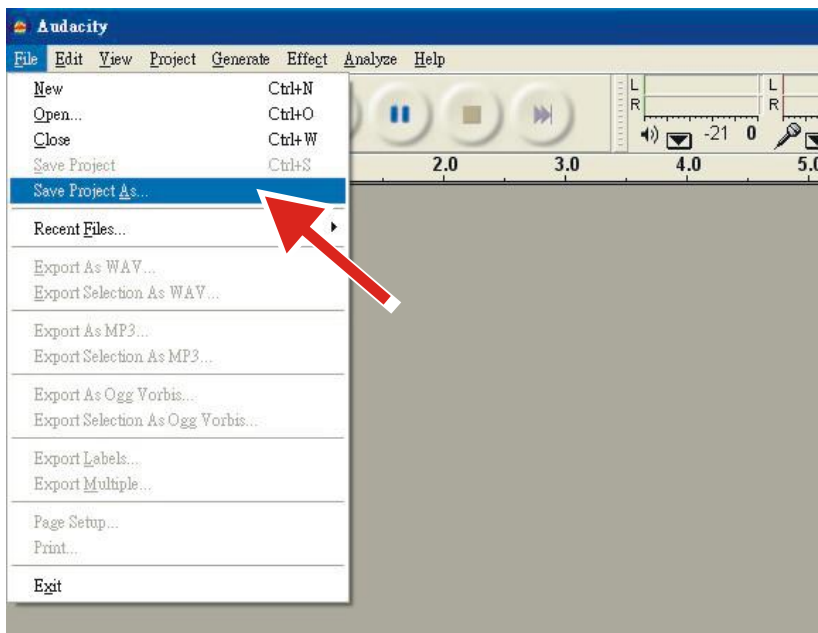 Audacity
File Edit View Project Generate Effect Analyze Help
New Ctrl+N
Open... Ctrl+O
Close Ctrl+W
Save Project Ctrl+S
Save Project As...
Recent Files...
Export As WAV...
Export Selection As WAV...
Export As MP3...
Export Selection As MP3...
Export As Ogg Vorbis...
Export Selection As Ogg Vorbis...
Export Labels...
Export Multiple...
Page Setup...
Print...
Exit
L L
R R
-21 0
2.0 3.0 4.0 5.0